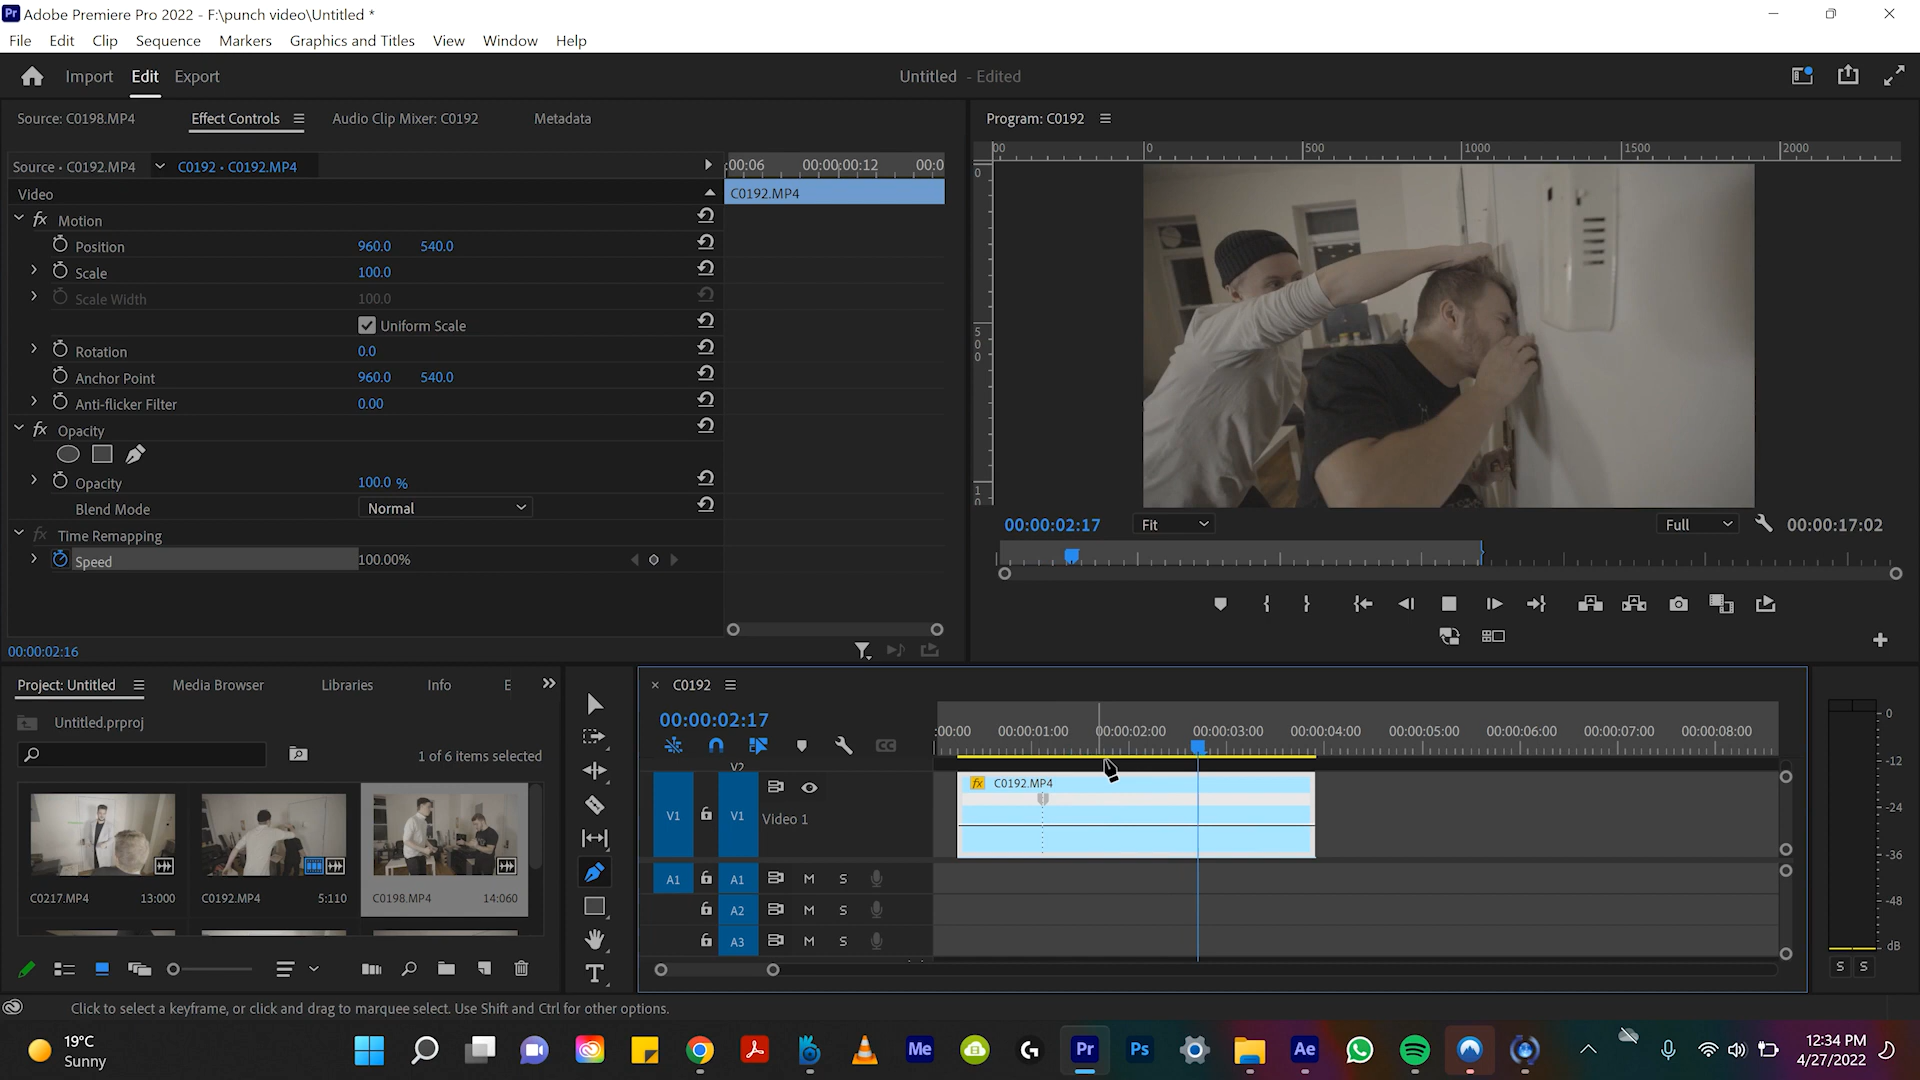 Pr Adobe Premiere Pro 2022 - F:\punch video\Untitled *
File Edit Clip Sequence Markers Graphics and Titles View Window Help
Import Edit Export
Untitled - Edited
Source: C0198.MP4 Effect Controls Audio Clip Mixer: C0192 Metadata
Program: C0192
Source • C0192.MP4 C0192 • C0192.MP4
:00:06 00:00:00:12 00:0
00 0 500 1000 1500 2000
Video
C0192.MP4
Motion
Position 960.0 540.0
Scale 100.0
Scale Width 100.0
Uniform Scale
Rotation 0.0
Anchor Point 960.0 540.0
Anti-flicker Filter 0.00
Opacity
Opacity 100.0 %
Blend Mode Normal
Time Remapping
Speed 100.00%
0
500
1
00:00:02:17 Fit Full 00:00:17:02
00:00:02:16
Project: Untitled Media Browser Libraries Info E
Untitled.prproj
1 of 6 items selected
C0217.MP4 13:000
C0192.MP4 5:110
C0198.MP4 14:060
C0192
00:00:02:17
:00:00 00:00:01:00 00:00:02:00 00:00:03:00 00:00:04:00 00:00:05:00 00:00:06:00 00:00:07:00 00:00:08:00
V2
V1 V1 Video 1
fx C0192.MP4
A1 A1 M S
A2 M S
A3 M S
0
-12
-24
-36
-48
dB
S S
Click to select a keyframe, or click and drag to marquee select. Use Shift and Ctrl for other options.
19°C
Sunny
Me Pr Ps Ae
12:34 PM
4/27/2022